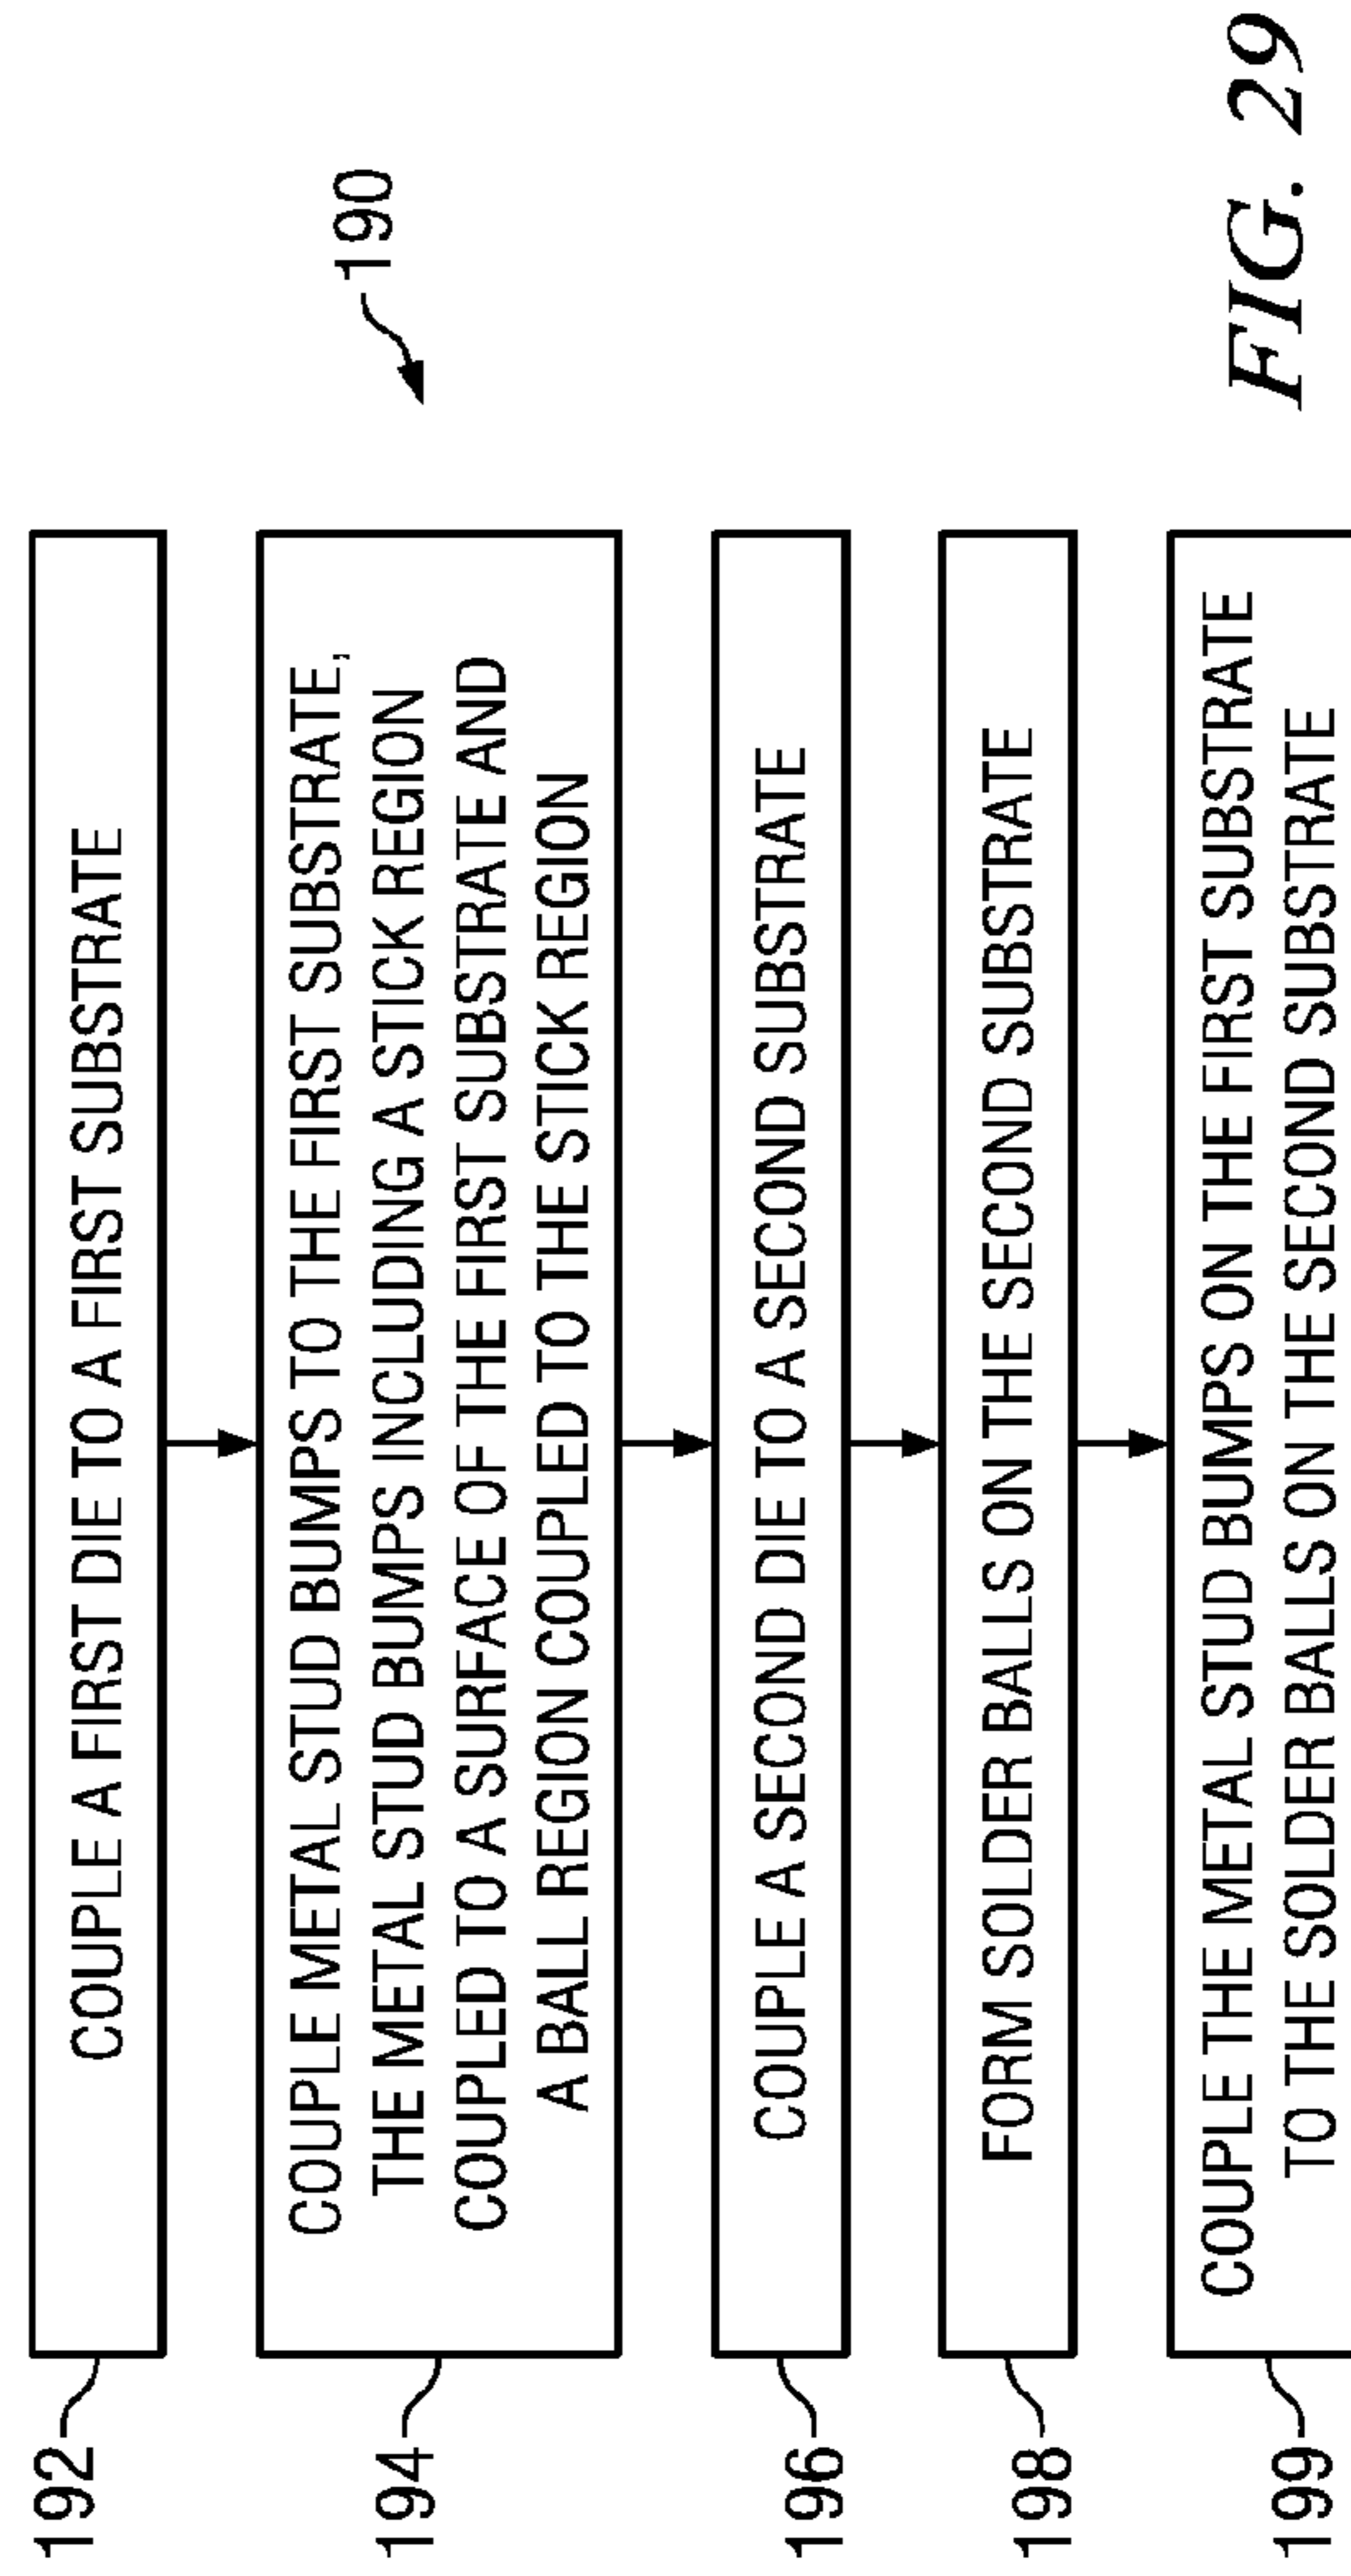 190
192
COUPLE A FIRST DIE TO A FIRST SUBSTRATE
194
COUPLE METAL STUD BUMPS TO THE FIRST SUBSTRATE,
THE METAL STUD BUMPS INCLUDING A STICK REGION
COUPLED TO A SURFACE OF THE FIRST SUBSTRATE AND
A BALL REGION COUPLED TO THE STICK REGION
196
COUPLE A SECOND DIE TO A SECOND SUBSTRATE
198
FORM SOLDER BALLS ON THE SECOND SUBSTRATE
199
COUPLE THE METAL STUD BUMPS ON THE FIRST SUBSTRATE
TO THE SOLDER BALLS ON THE SECOND SUBSTRATE
FIG. 29